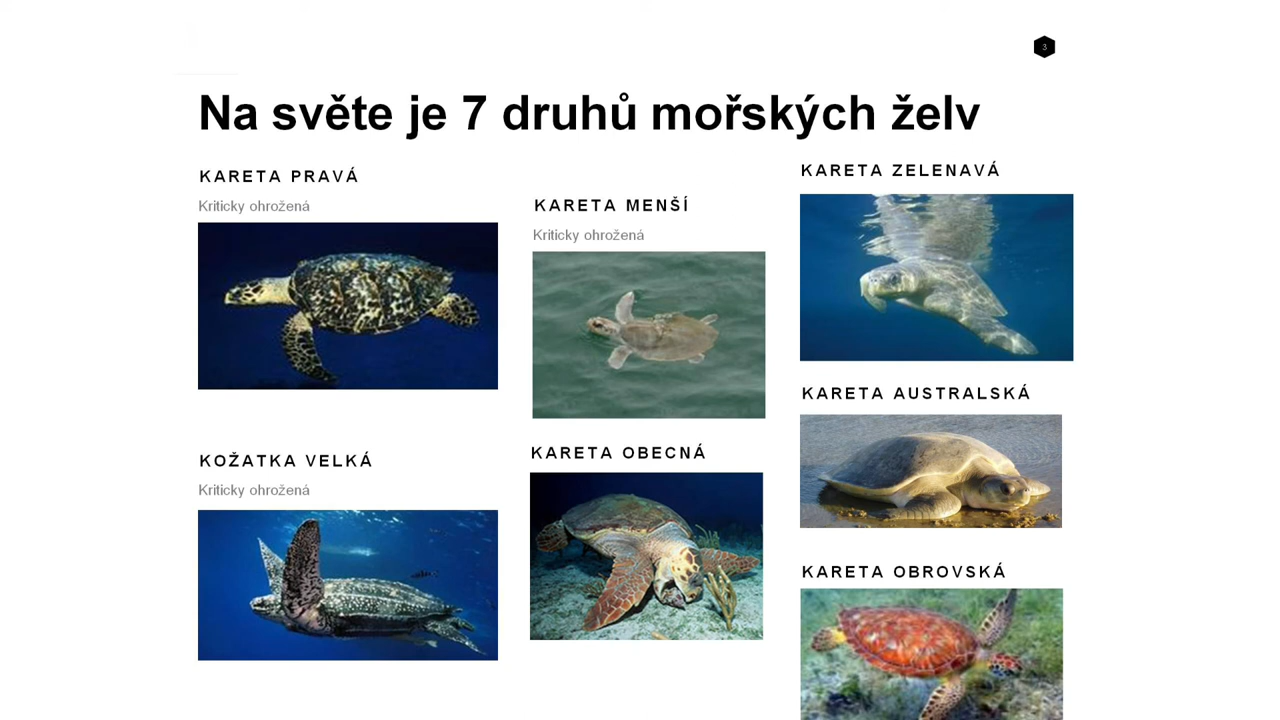 3
Na světe je 7 druhů mořských želv
KARETA PRAVÁ
Kriticky ohrožená
KOŽATKA VELKÁ
Kriticky ohrožená
KARETA MENŠÍ
Kriticky ohrožená
KARETA OBECNÁ
KARETA ZELENAVÁ
KARETA AUSTRALSKÁ
KARETA OBROVSKÁ